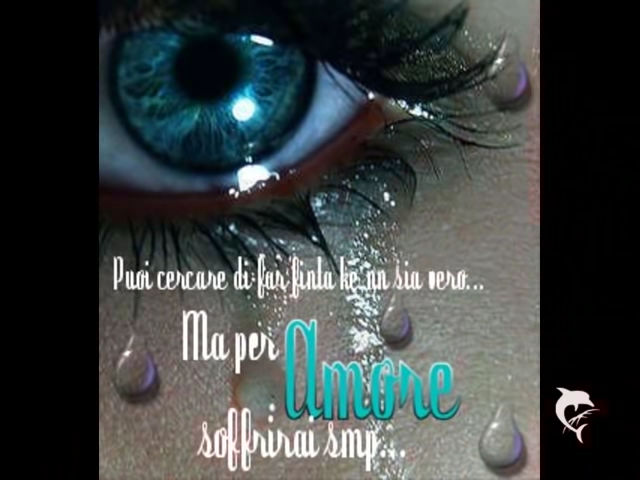 Puoi cercare di far finta ke nn sia vero...
Ma per Amore
soffrirai smp...